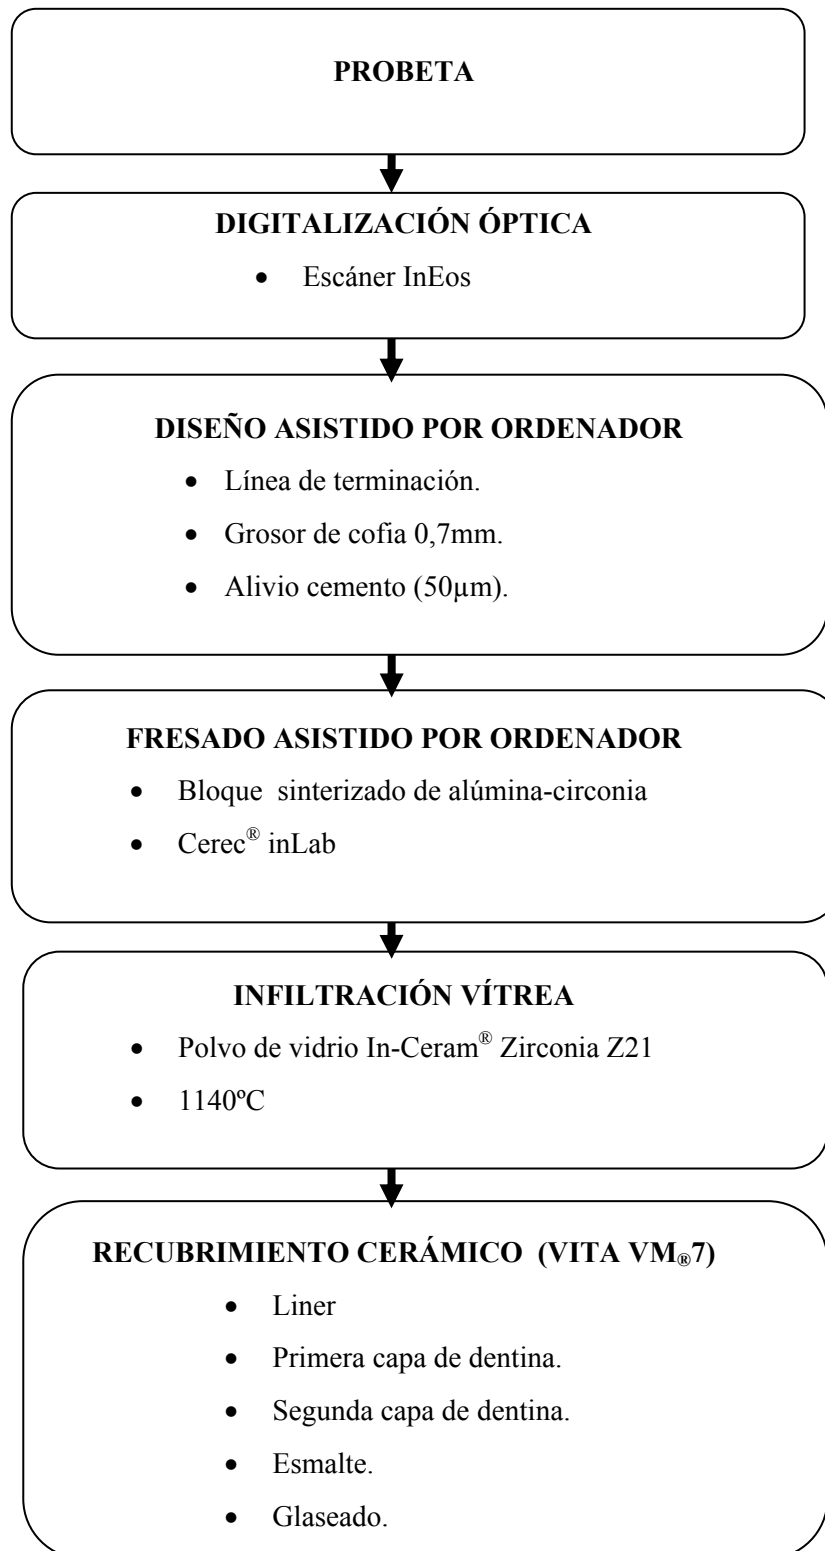 PROBETA
DIGITALIZACIÓN ÓPTICA
• Escáner InEos
DISEÑO ASISTIDO POR ORDENADOR
• Línea de terminación.
• Grosor de cofia 0,7mm.
• Alivio cemento (50µm).
FRESADO ASISTIDO POR ORDENADOR
• Bloque sinterizado de alúmina-circonia
• Cerec® inLab
INFILTRACIÓN VÍTREA
• Polvo de vidrio In-Ceram® Zirconia Z21
• 1140ºC
RECUBRIMIENTO CERÁMICO (VITA VM®7)
• Liner
• Primera capa de dentina.
• Segunda capa de dentina.
• Esmalte.
• Glaseado.